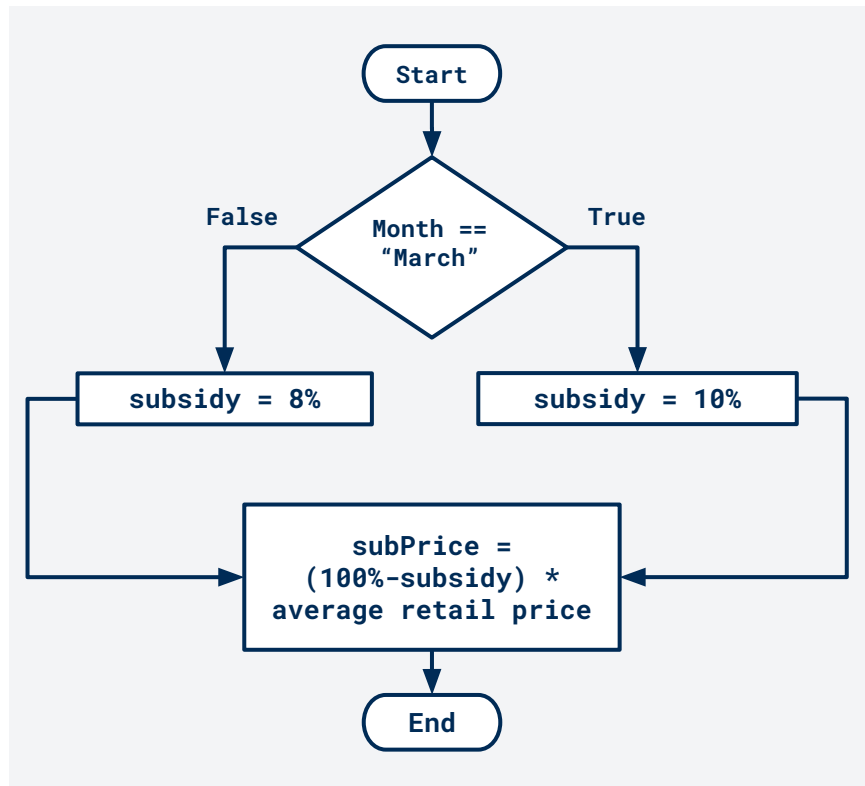 Start
False
True
Month ==
“March”
subsidy = 8%
subsidy = 10%
subPrice =
(100%-subsidy) *
average retail price
End